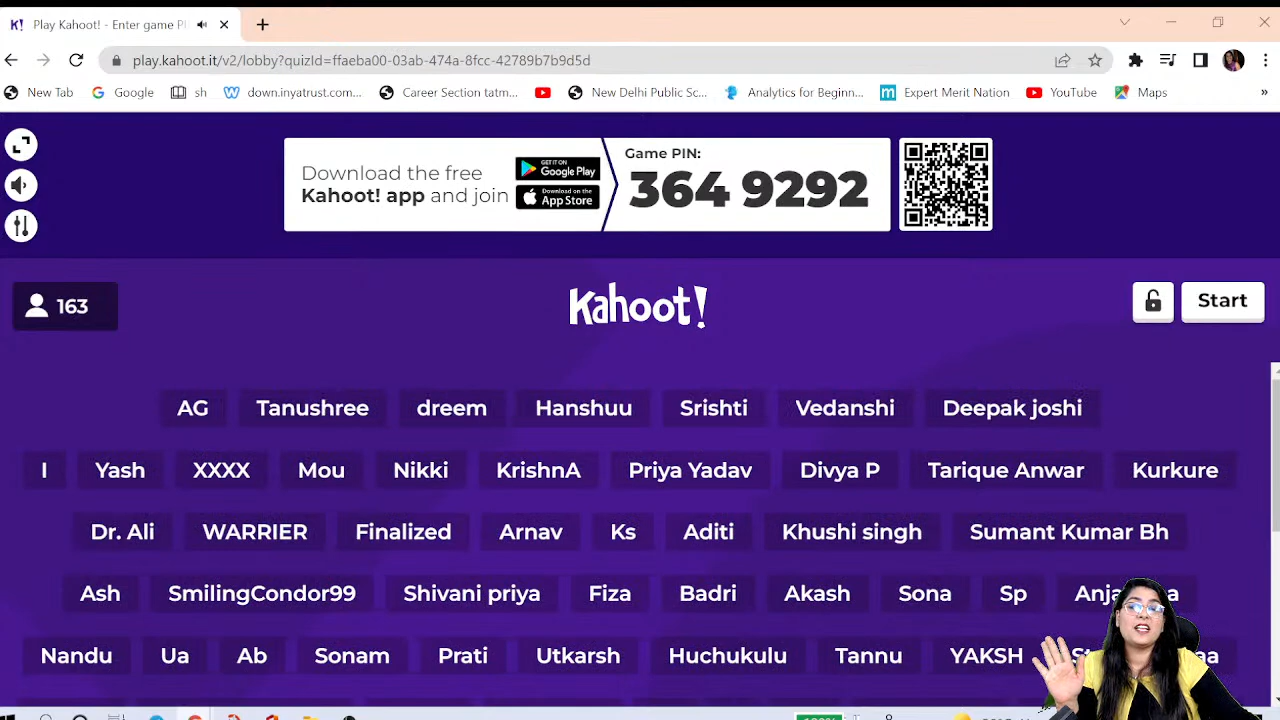 K! Play Kahoot! - Enter game PI
play.kahoot.it/v2/lobby?quizId=ffaeba00-03ab-474a-9fcc-42789b7b9d5d
New Tab Google sh down.inyatrust.com... Career Section tatm... New Delhi Public Sc... Analytics for Beginn... m Expert Merit Nation YouTube Maps »
Download the free
Kahoot! app and join
GET IT ON
Google Play
Download on the
App Store
Game PIN:
364 9292
163
Kahoot!
Start
AG Tanushree dreem Hanshuu Srishti Vedanshi Deepak joshi
I Yash XXXX Mou Nikki KrishnA Priya Yadav Divya P Tarique Anwar Kurkure
Dr. Ali WARRIER Finalized Arnav Ks Aditi Khushi singh Sumant Kumar Bh
Ash SmilingCondor99 Shivani priya Fiza Badri Akash Sona Sp
Nandu Ua Ab Sonam Prati Utkarsh Huchukulu Tannu YAKSH